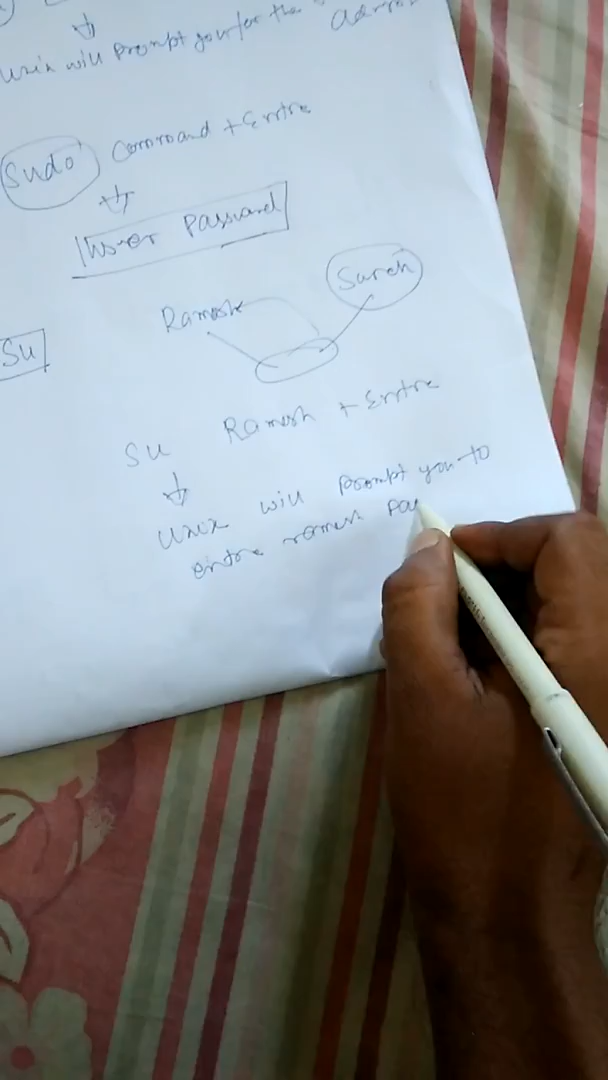 unix will prompt you for the
Sudo command + Entre
User Password
Ramesh Suresh
Su
Su Ramesh + Entre
Unix will prompt you to
entre ramesh pas